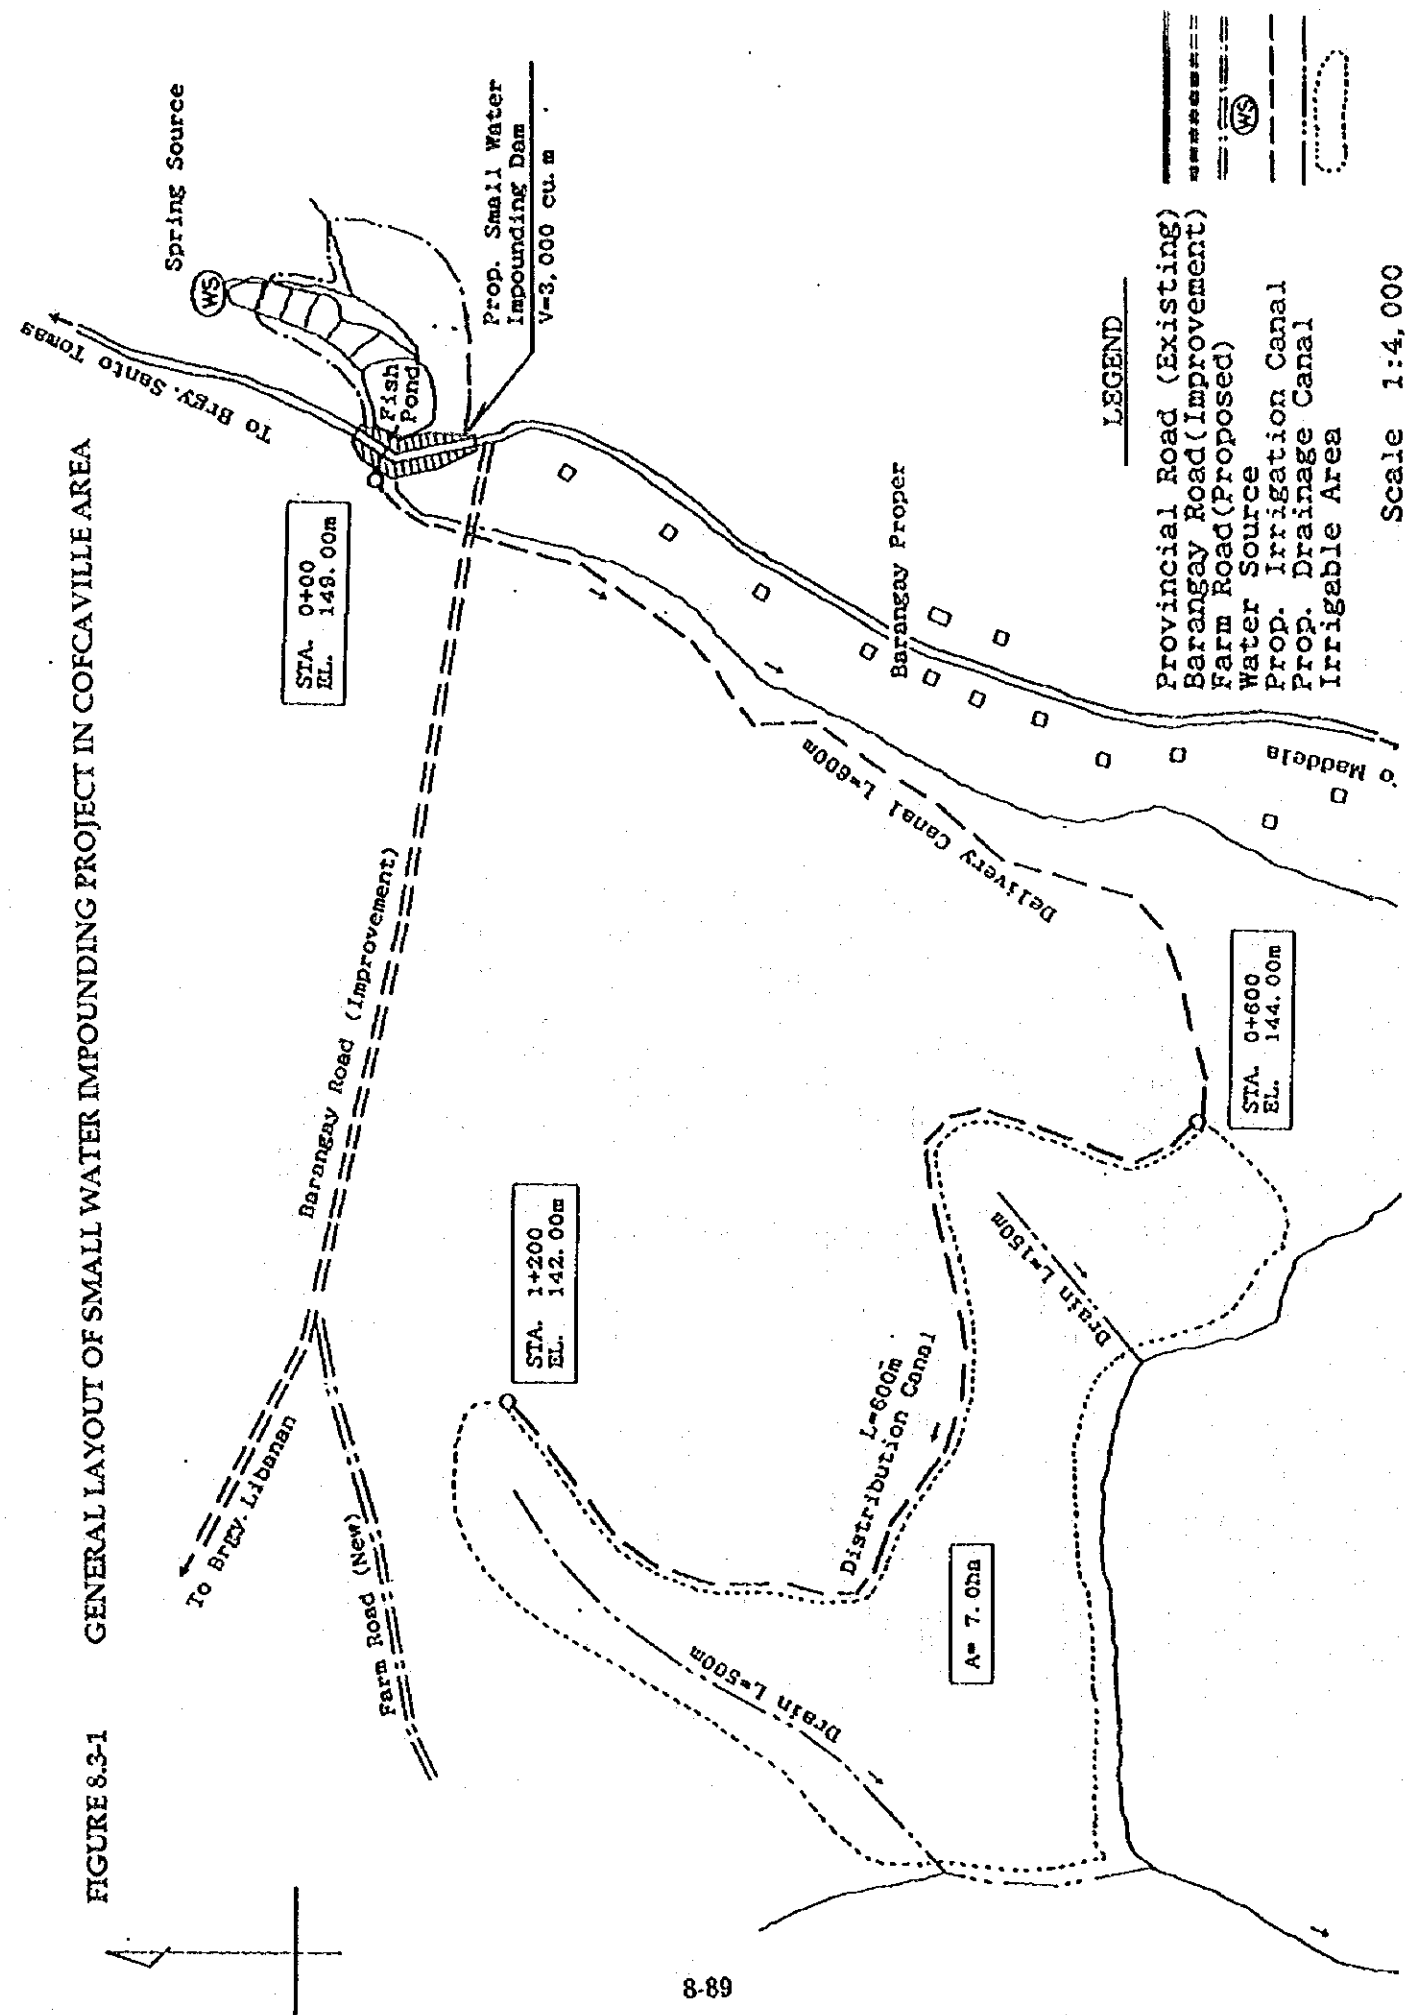 FIGURE 8.3-1 GENERAL LAYOUT OF SMALL WATER IMPOUNDING PROJECT IN COFCAVILLE AREA
To Brgy. Santo Tomas
Spring Source
WS
Fish
Pond
Prop. Small Water
Impounding Dam
V=3,000 cu. m
STA. 0+00
EL. 149.00m
Barangay Road (Improvement)
To Brgy. Libanan
Farm Road (New)
STA. 1+200
EL. 142.00m
Barangay Proper
Delivery Canal L=600m
L=600m
Distribution Canal
Drain L=500m
Drain L=150m
A= 7.0ha
STA. 0+600
EL. 144.00m
o Maddela
LEGEND
Provincial Road (Existing)
Barangay Road(Improvement)
Farm Road(Proposed)
Water Source WS
Prop. Irrigation Canal
Prop. Drainage Canal
Irrigable Area
Scale 1:4,000
8-89